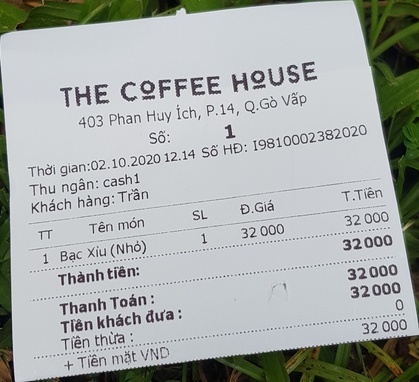 THE COFFEE HOUSE
403 Phan Huy Ích, P.14, Q.Gò Vấp
Số: 1
Thời gian:02.10.2020 12.14 Số HĐ: I9810002382020
Thu ngân: cash1
Khách hàng: Trần
TT Tên món SL Đ.Giá T.Tiền
1 Bạc Xíu (Nhỏ) 1 32 000 32 000
Thành tiền: 32 000
Thanh Toán : 32 000
Tiền khách đưa : 32 000
Tiền thừa : 0
+ Tiền mặt VND 32 000